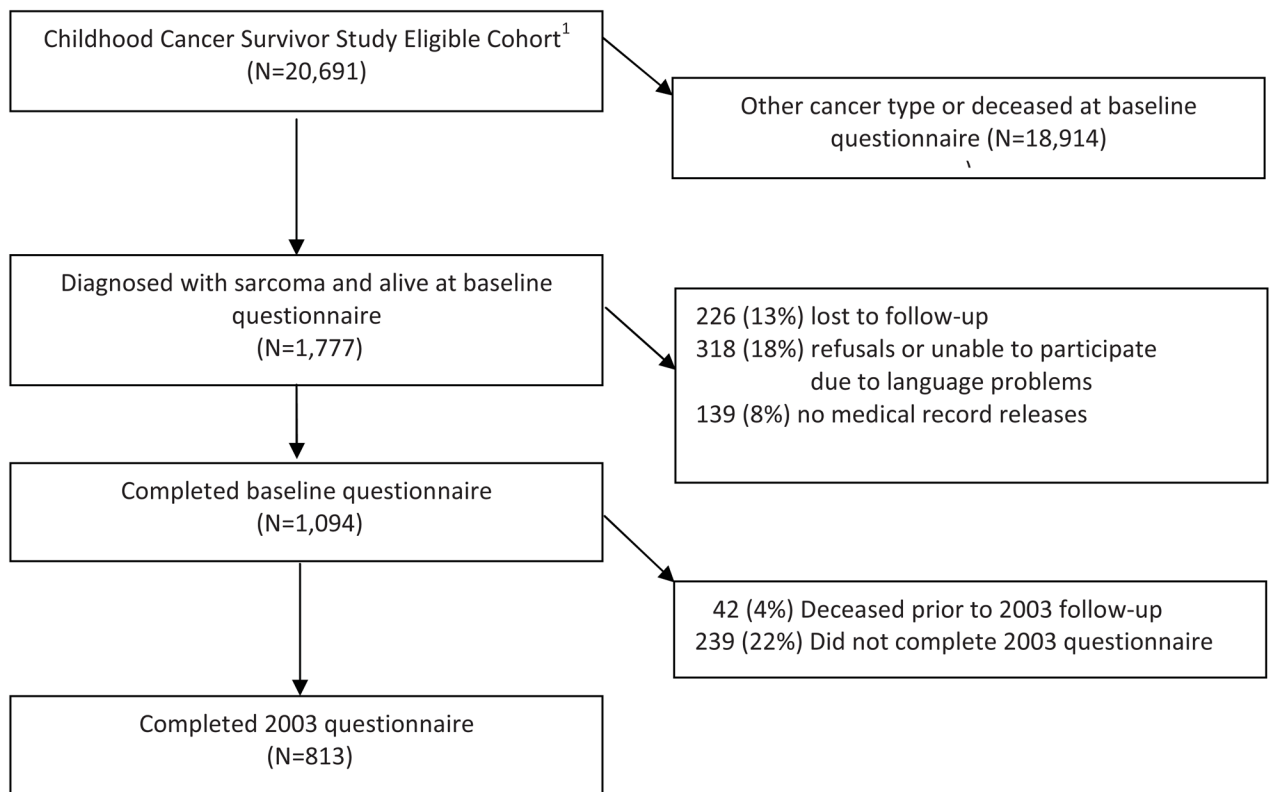 Childhood Cancer Survivor Study Eligible Cohort¹
(N=20,691)
Other cancer type or deceased at baseline
questionnaire (N=18,914)
Diagnosed with sarcoma and alive at baseline
questionnaire
(N=1,777)
226 (13%) lost to follow-up
318 (18%) refusals or unable to participate
due to language problems
139 (8%) no medical record releases
Completed baseline questionnaire
(N=1,094)
42 (4%) Deceased prior to 2003 follow-up
239 (22%) Did not complete 2003 questionnaire
Completed 2003 questionnaire
(N=813)